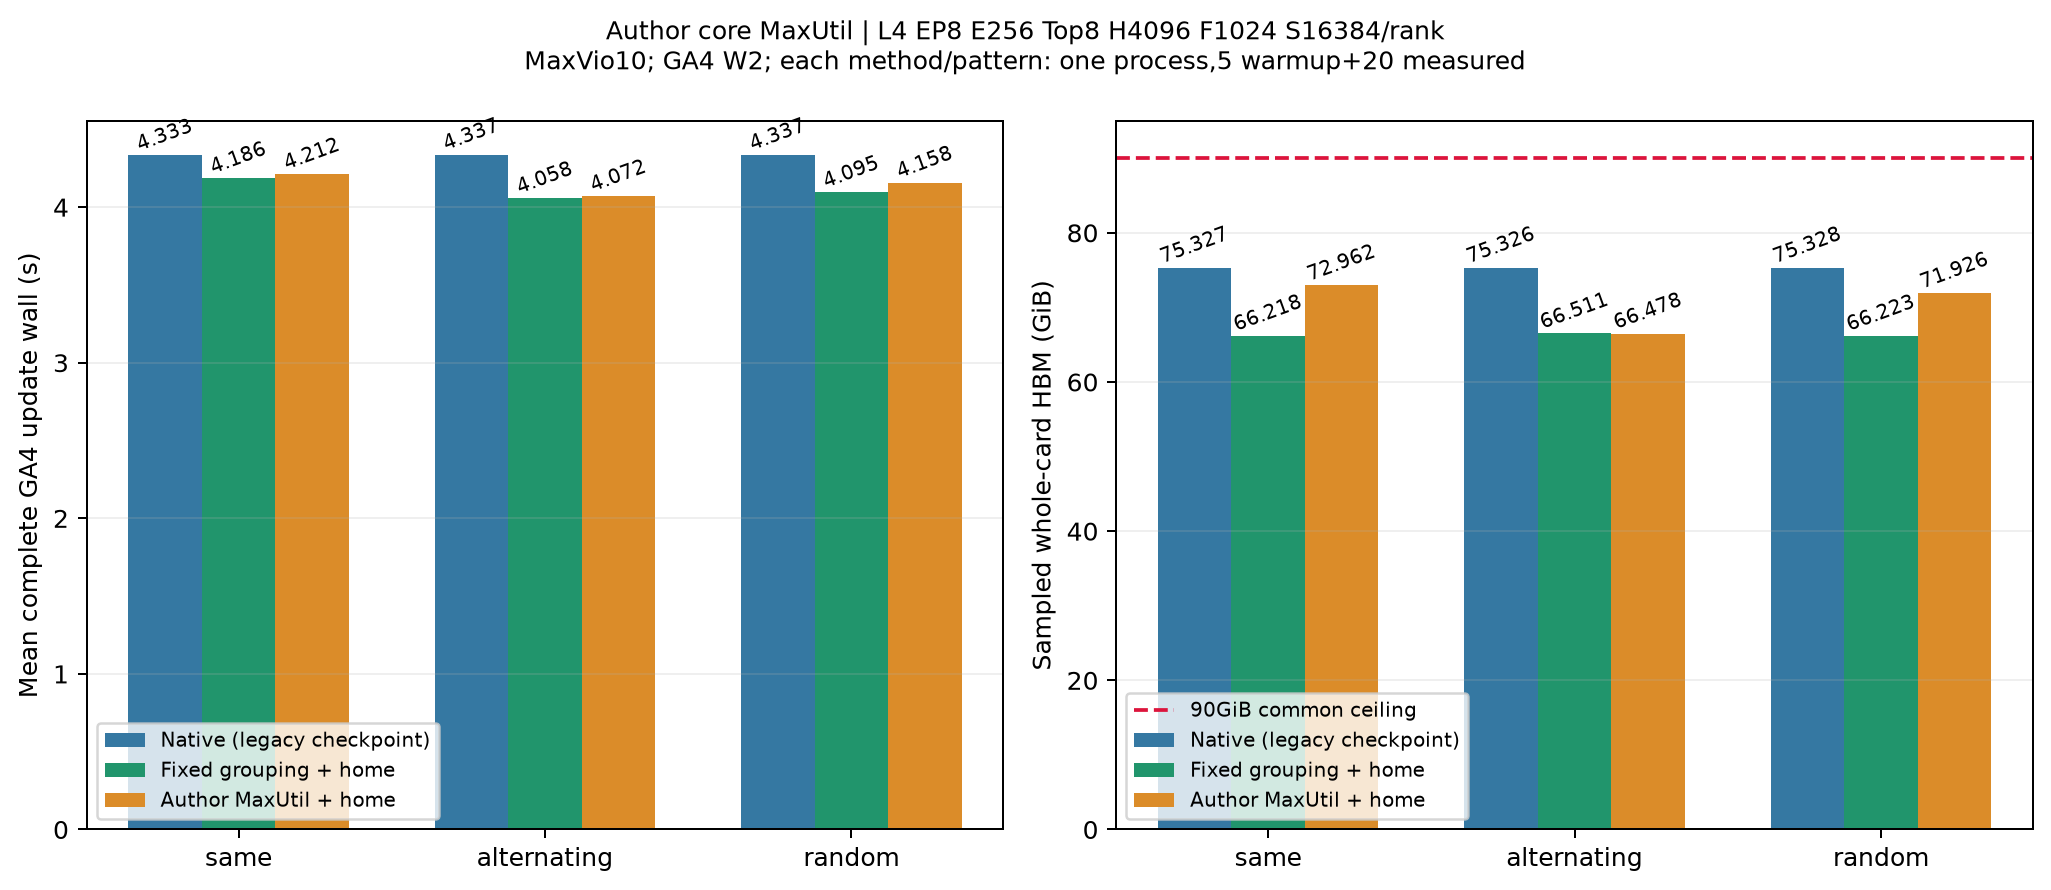 Author core MaxUtil | L4 EP8 E256 Top8 H4096 F1024 S16384/rank
MaxVio10; GA4 W2; each method/pattern: one process,5 warmup+20 measured
Mean complete GA4 update wall (s)
4
3
2
1
0
4.333
4.186
4.212
4.337
4.058
4.072
4.337
4.095
4.158
Native (legacy checkpoint)
Fixed grouping + home
Author MaxUtil + home
same
alternating
random
Sampled whole-card HBM (GiB)
80
60
40
20
0
75.327
66.218
72.962
75.326
66.511
66.478
75.328
66.223
71.926
90GiB common ceiling
Native (legacy checkpoint)
Fixed grouping + home
Author MaxUtil + home
same
alternating
random